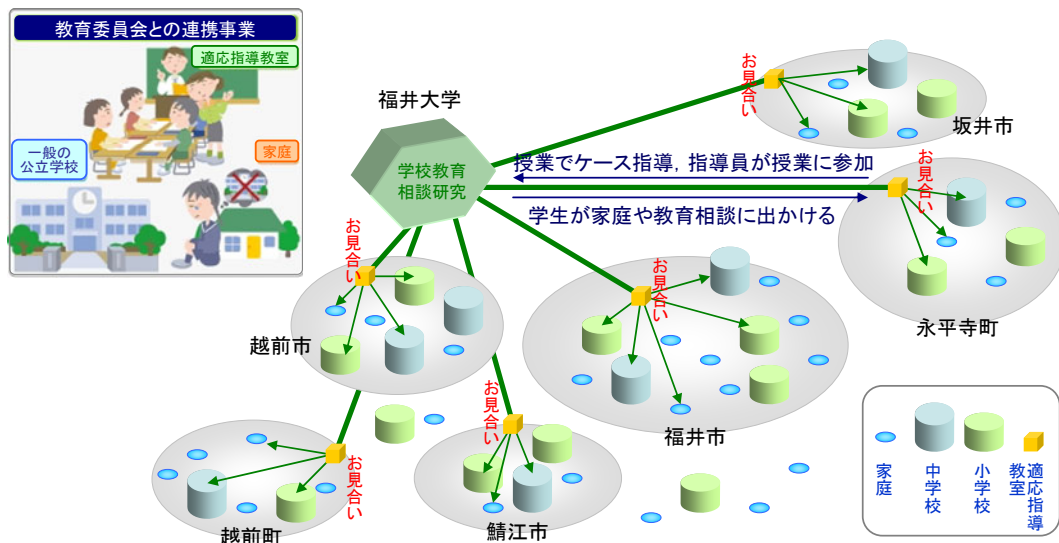 教育委員会との連携事業
適応指導教室
一般の
公立学校
家庭
福井大学
学校教育
相談研究
授業でケース指導，指導員が授業に参加
学生が家庭や教育相談に出かける
お見合い
坂井市
お見合い
永平寺町
お見合い
越前市
お見合い
福井市
お見合い
越前町
お見合い
鯖江市
家庭
中学校
小学校
適応指導
教室